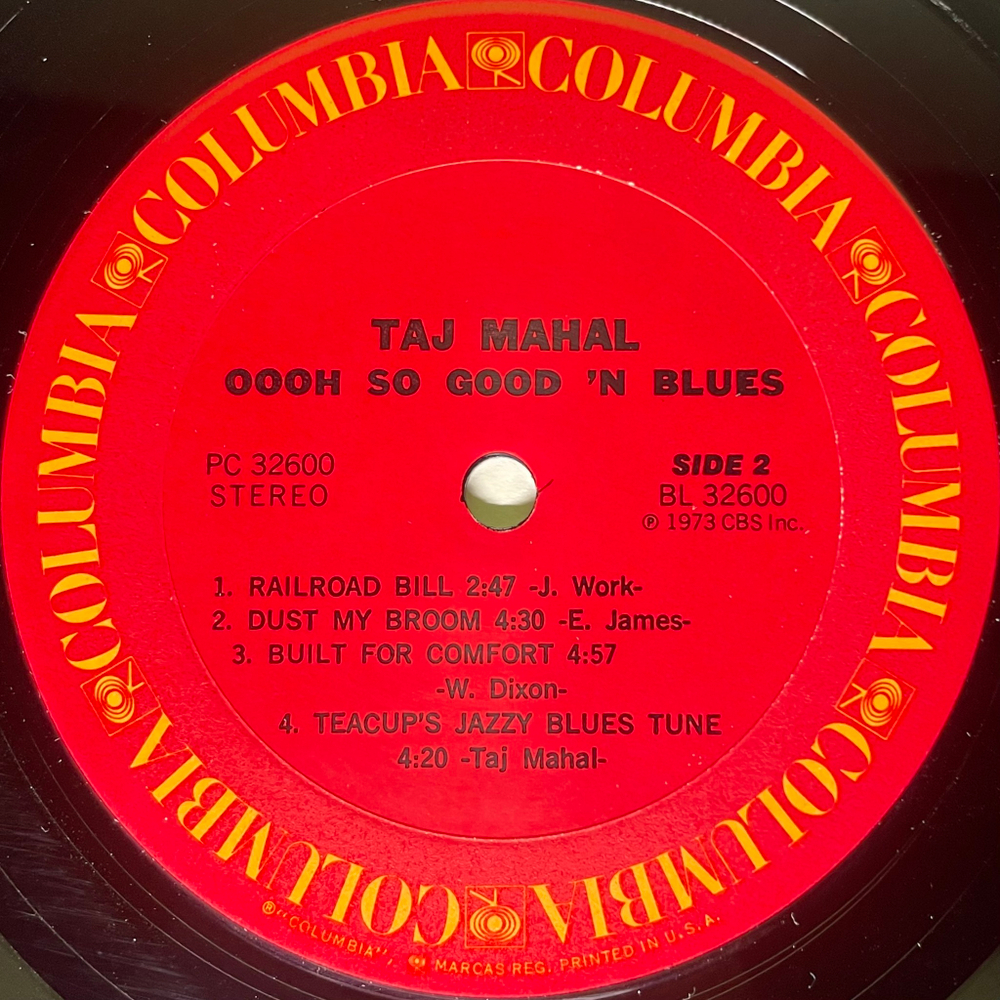 COLUMBIA COLUMBIA COLUMBIA COLUMBIA COLUMBIA COLUMBIA
TAJ MAHAL
OOOH SO GOOD 'N BLUES
PC 32600
STEREO
SIDE 2
BL 32600
℗ 1973 CBS Inc.
1. RAILROAD BILL 2:47 -J. Work-
2. DUST MY BROOM 4:30 -E. James-
3. BUILT FOR COMFORT 4:57
-W. Dixon-
4. TEACUP'S JAZZY BLUES TUNE
4:20 -Taj Mahal-
® "COLUMBIA", MARCAS REG. PRINTED IN U.S.A.